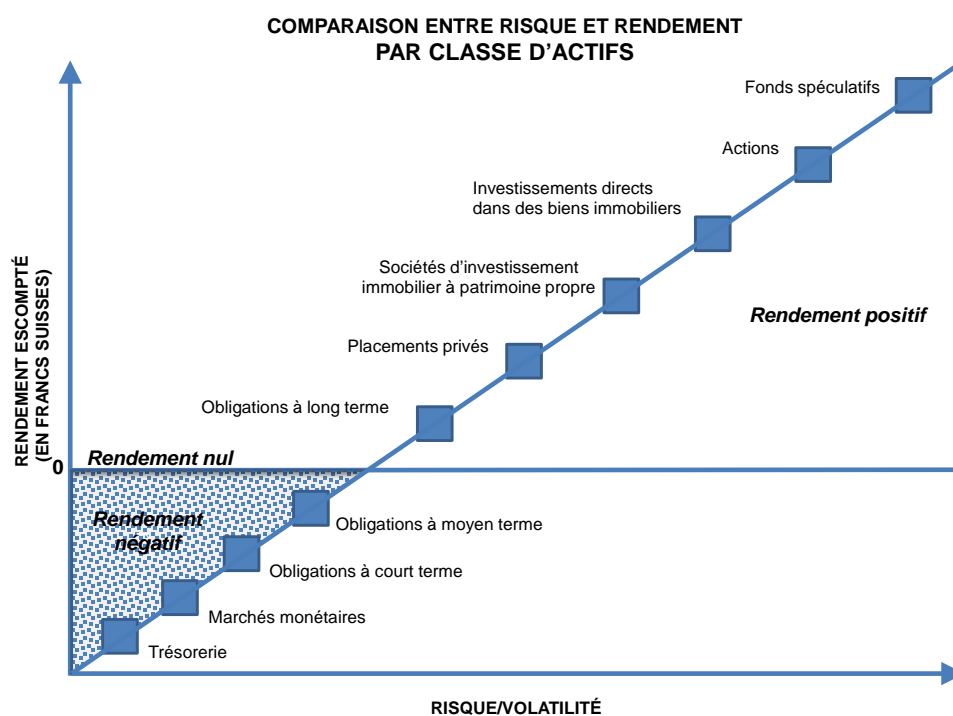 COMPARAISON ENTRE RISQUE ET RENDEMENT
PAR CLASSE D’ACTIFS
Fonds spéculatifs
Actions
Investissements directs
dans des biens immobiliers
Sociétés d’investissement
immobilier à patrimoine propre
Rendement positif
Placements privés
Obligations à long terme
RENDEMENT ESCOMPTÉ
(EN FRANCS SUISSES)
0
Rendement nul
Rendement
négatif
Obligations à moyen terme
Obligations à court terme
Marchés monétaires
Trésorerie
RISQUE/VOLATILITÉ